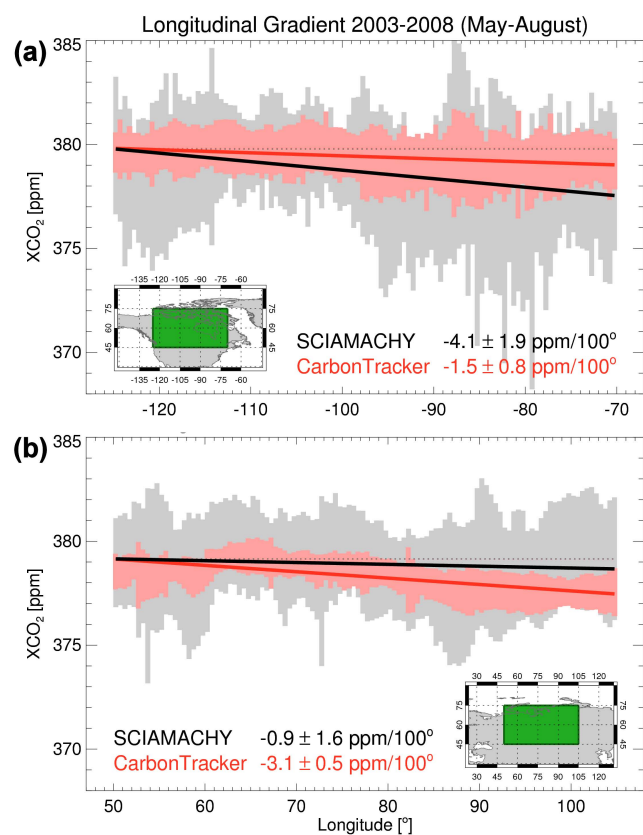 Longitudinal Gradient 2003-2008 (May-August)
(a)
385
380
375
370
XCO2 [ppm]
-135 -120 -105 -90 -75 -60
75 75
60 60
45 45
-135 -120 -105 -90 -75 -60
SCIAMACHY -4.1 ± 1.9 ppm/100°
CarbonTracker -1.5 ± 0.8 ppm/100°
-120 -110 -100 -90 -80 -70
(b)
385
380
375
370
XCO2 [ppm]
30 45 60 75 90 105 120
75 75
60 60
45 45
30 45 60 75 90 105 120
SCIAMACHY -0.9 ± 1.6 ppm/100°
CarbonTracker -3.1 ± 0.5 ppm/100°
50 60 70 80 90 100
Longitude [°]